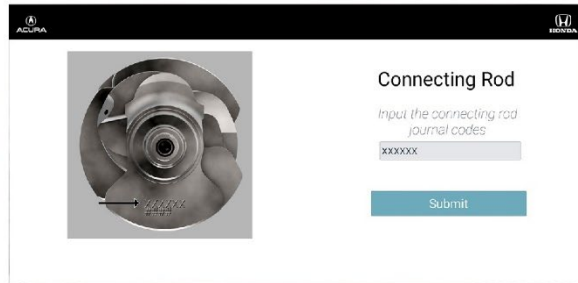 ACURA
HONDA
Connecting Rod
Input the connecting rod
journal codes
xxxxxx
Submit
XXXXXX